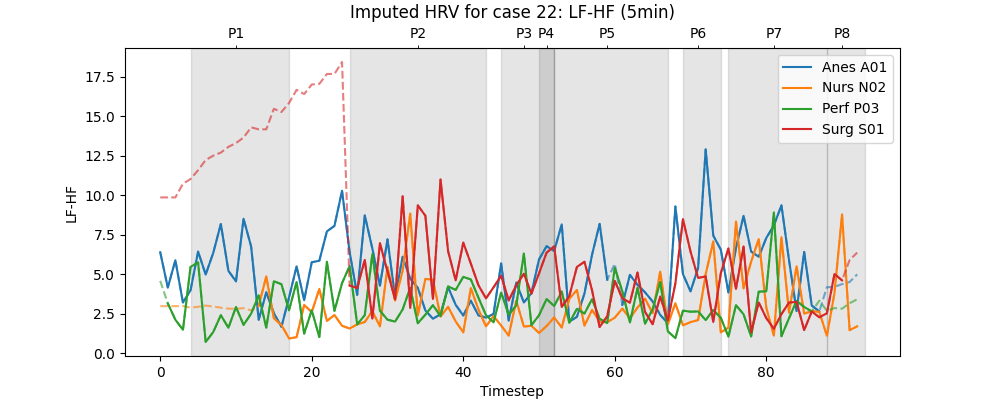 Imputed HRV for case 22: LF-HF (5min)
P1 P2 P3 P4 P5 P6 P7 P8
17.5
15.0
12.5
10.0
7.5
5.0
2.5
0.0
LF-HF
Anes A01
Nurs N02
Perf P03
Surg S01
0 20 40 60 80
Timestep